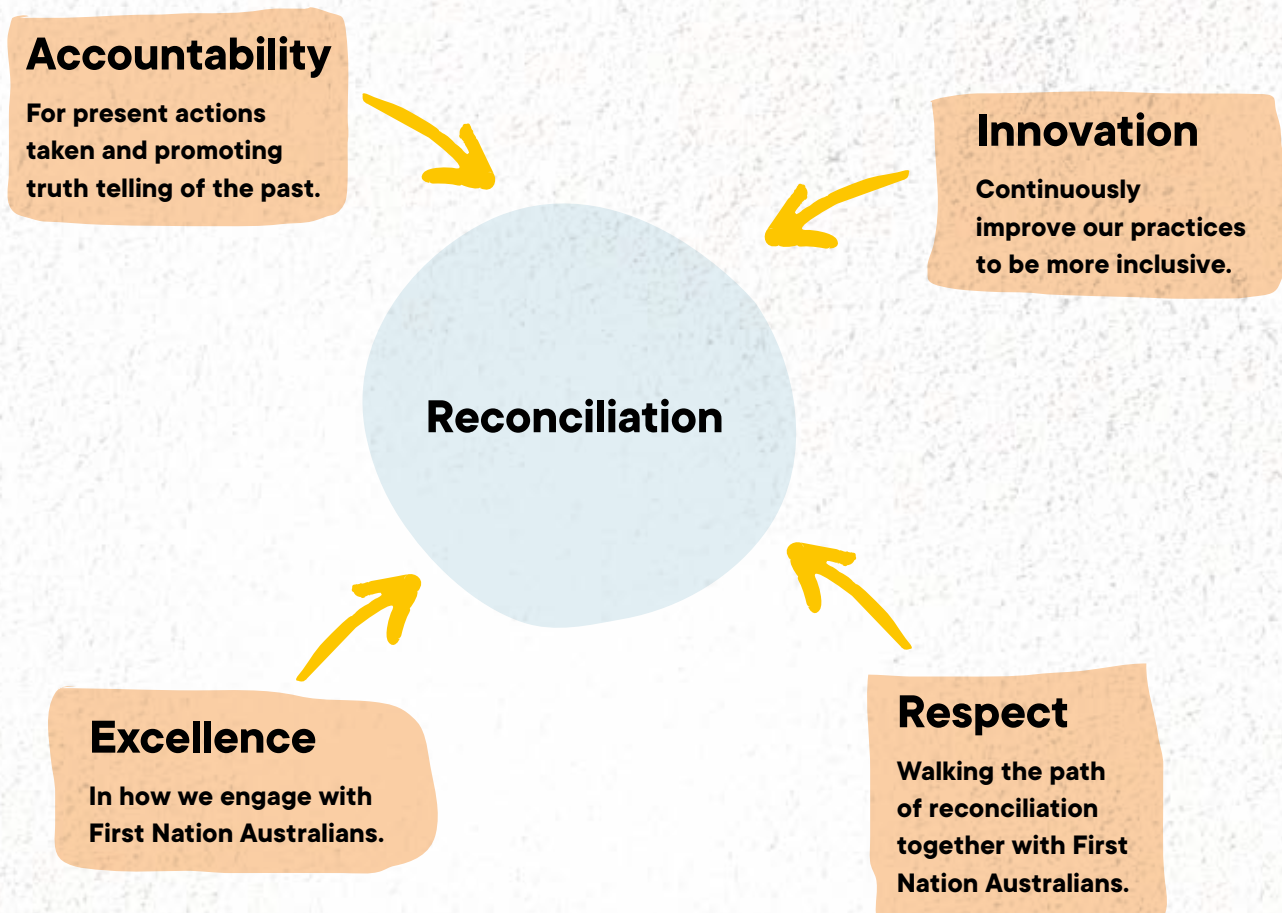 Accountability
For present actions
taken and promoting
truth telling of the past.
Innovation
Continuously
improve our practices
to be more inclusive.
Reconciliation
Excellence
In how we engage with
First Nation Australians.
Respect
Walking the path
of reconciliation
together with First
Nation Australians.